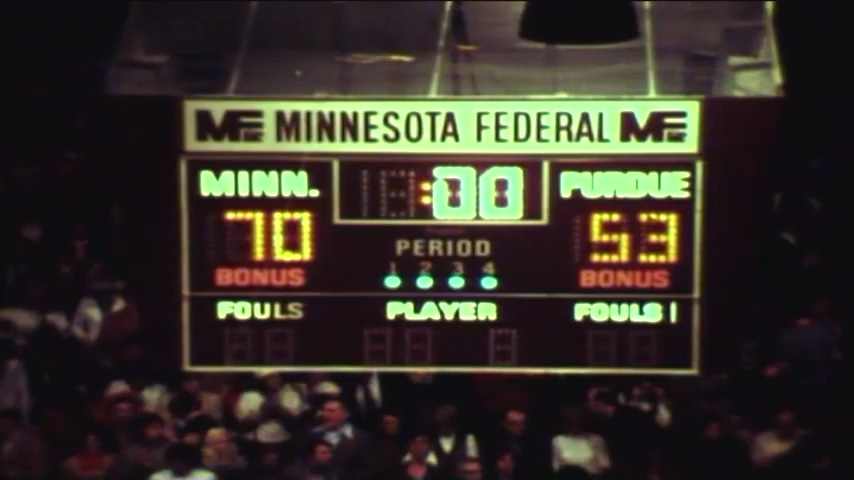 MF MINNESOTA FEDERAL MF
MINN. :00 PURDUE
70 53
PERIOD
BONUS 1 2 3 4 BONUS
FOULS PLAYER FOULS